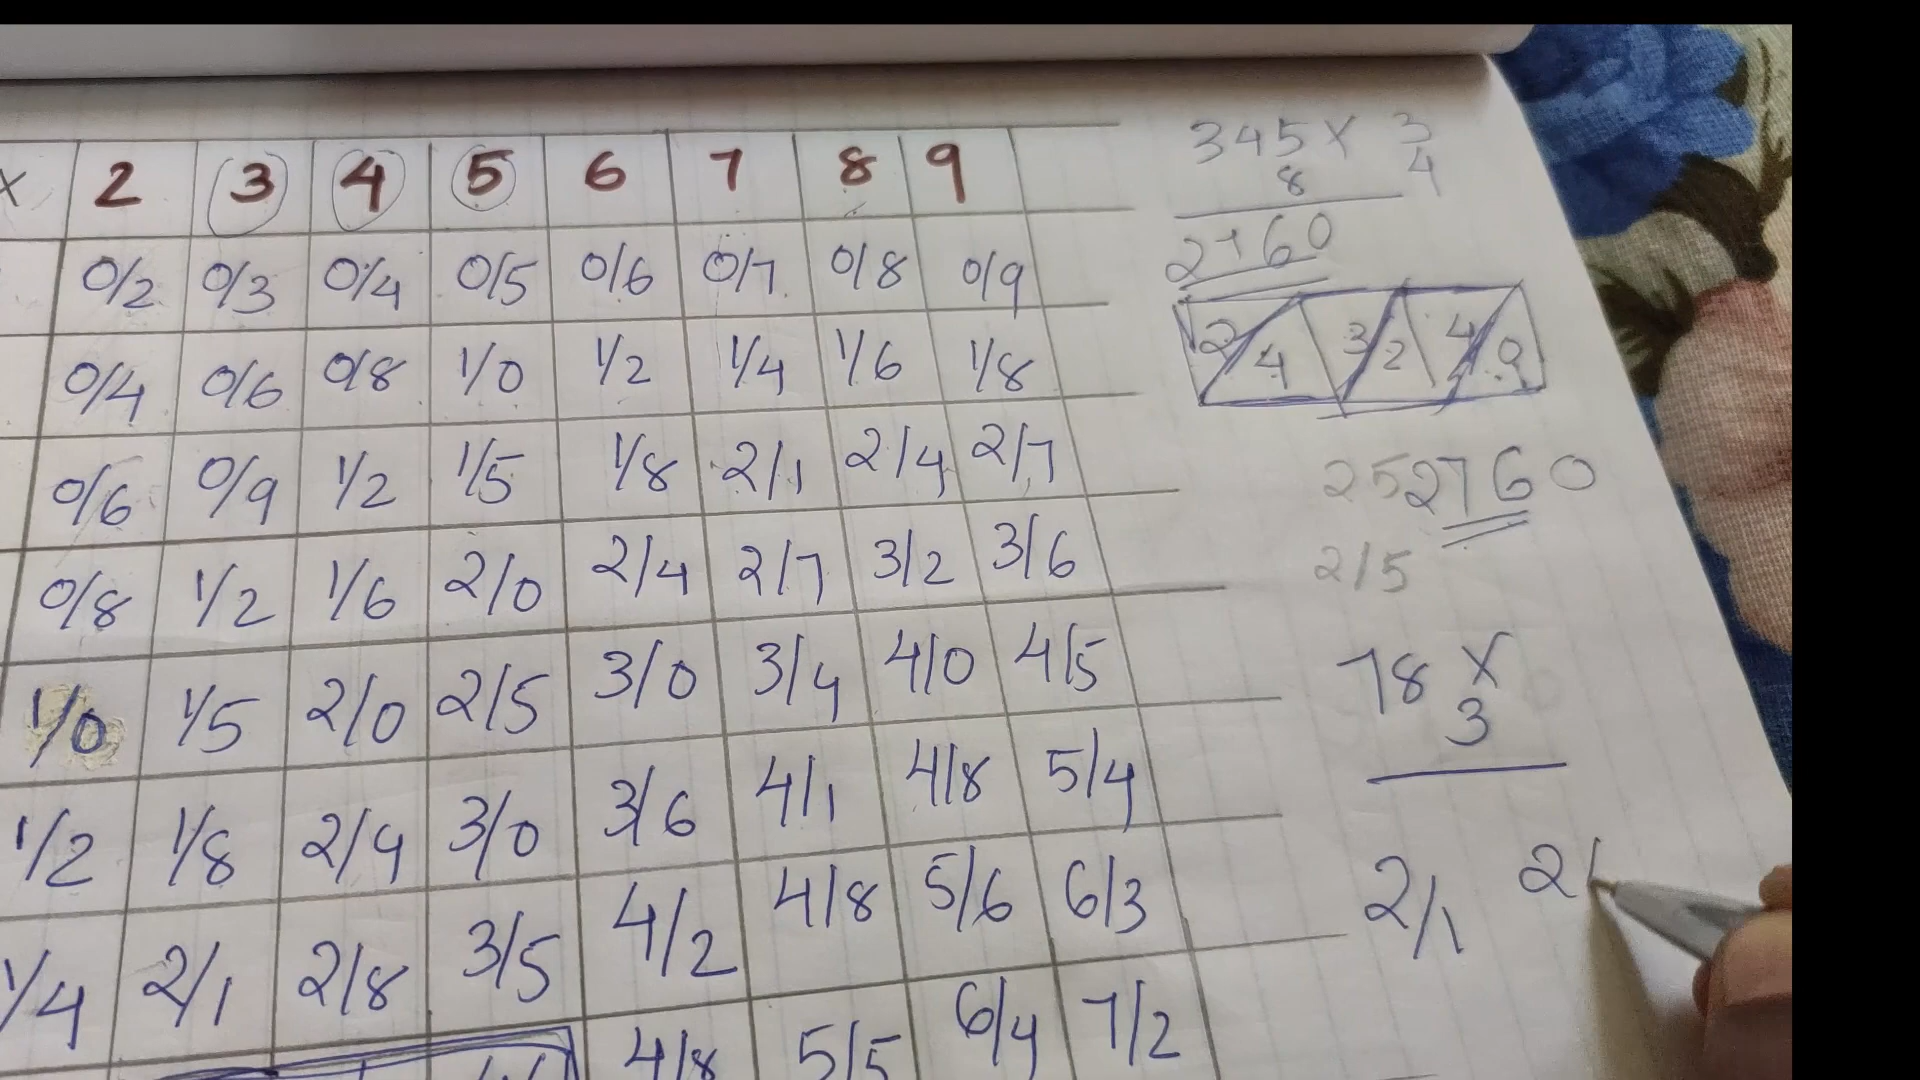 X 2 3 4 5 6 7 8 9
0/2 0/3 0/4 0/5 0/6 0/7 0/8 0/9
0/4 0/6 0/8 1/0 1/2 1/4 1/6 1/8
0/6 0/9 1/2 1/5 1/8 2/1 2/4 2/7
0/8 1/2 1/6 2/0 2/4 2/7 3/2 3/6
1/0 1/5 2/0 2/5 3/0 3/4 4/0 4/5
1/2 1/8 2/4 3/0 3/6 4/1 4/8 5/4
1/4 2/1 2/8 3/5 4/2 4/8 5/6 6/3
4/8 5/5 6/4 7/2
345 X 3
8 4
2760
2/4 3/2 4/0
252760
2/5
78 X
3
2/1 2/